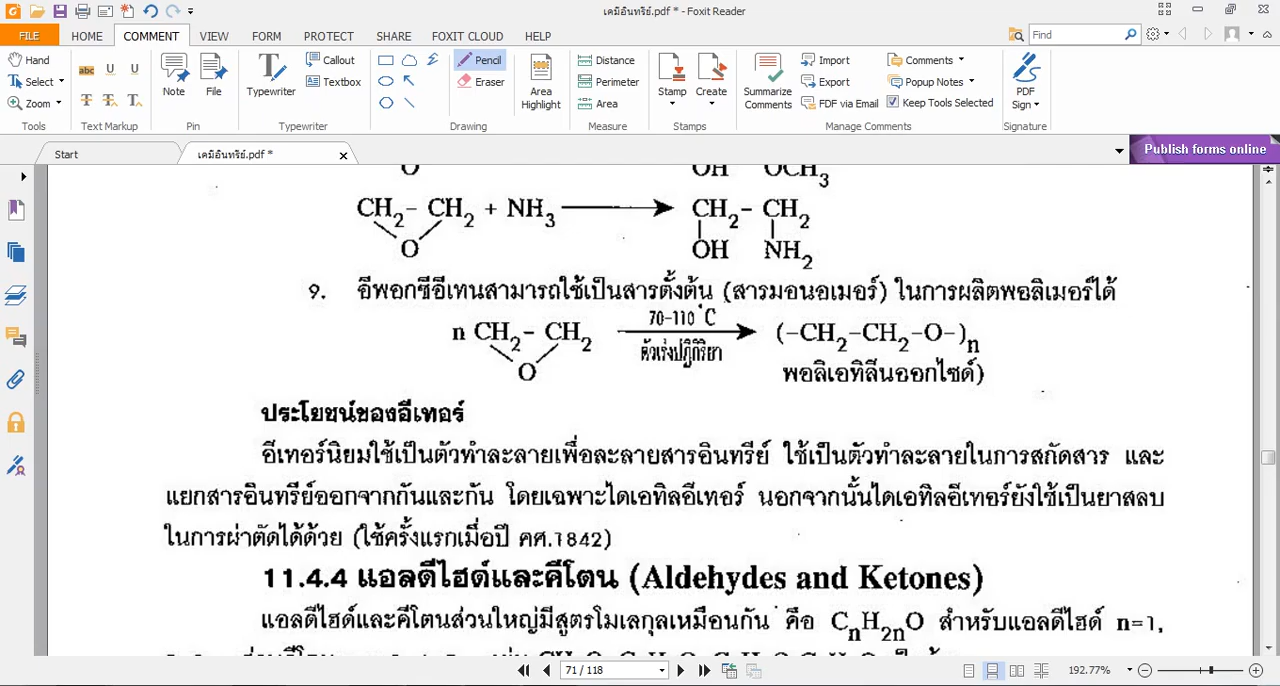 เคมีอินทรีย์.pdf * - Foxit Reader
FILE HOME COMMENT VIEW FORM PROTECT SHARE FOXIT CLOUD HELP Find
Hand Select Zoom Tools
abc U U T T T Text Markup
Note File Pin
Typewriter Callout Textbox Typewriter
Pencil Eraser Area Highlight Drawing
Distance Perimeter Area Measure
Stamp Create Stamps
Summarize Comments Import Export FDF via Email Comments Popup Notes Keep Tools Selected Manage Comments
PDF Sign Signature
Start เคมีอินทรีย์.pdf * Publish forms online
O OH OCH3
CH2- CH2 + NH3 CH2- CH2
O OH NH2
9. อีพอกซีอีเทนสามารถใช้เป็นสารตั้งต้น (สารมอนอเมอร์) ในการผลิตพอลิเมอร์ได้
70-110 °C
n CH2- CH2 (-CH2-CH2-O-)n
ตัวเร่งปฏิกิริยา
O พอลิเอทิลีนออกไซด์)
ประโยชน์ของอีเทอร์
อีเทอร์นิยมใช้เป็นตัวทำละลายเพื่อละลายสารอินทรีย์ ใช้เป็นตัวทำละลายในการสกัดสาร และ
แยกสารอินทรีย์ออกจากกันและกัน โดยเฉพาะไดเอทิลอีเทอร์ นอกจากนั้นไดเอทิลอีเทอร์ยังใช้เป็นยาสลบ
ในการผ่าตัดได้ด้วย (ใช้ครั้งแรกเมื่อปี คศ.1842)
11.4.4 แอลดีไฮด์และคีโตน (Aldehydes and Ketones)
แอลดีไฮด์และคีโตนส่วนใหญ่มีสูตรโมเลกุลเหมือนกัน คือ CnH2nO สำหรับแอลดีไฮด์ n=1,
71 / 118 192.77%